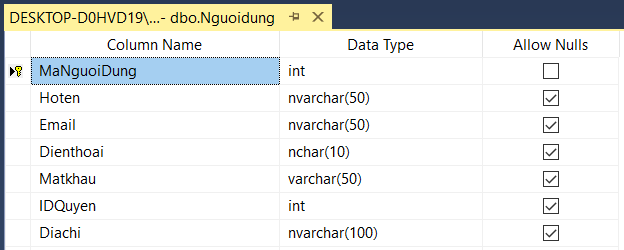 DESKTOP-D0HVD19\...- dbo.Nguoidung
Column Name Data Type Allow Nulls
MaNguoiDung int
Hoten nvarchar(50)
Email nvarchar(50)
Dienthoai nchar(10)
Matkhau varchar(50)
IDQuyen int
Diachi nvarchar(100)